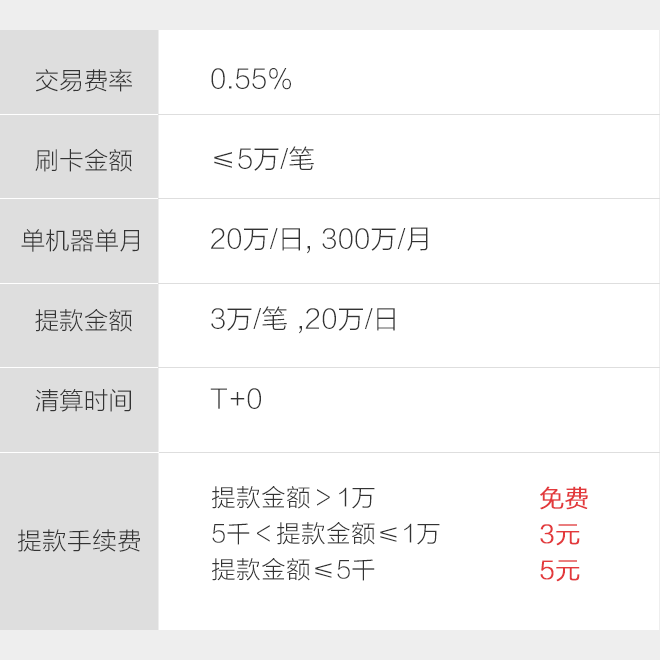 交易费率 0.55%
刷卡金额 ≤5万/笔
单机器单月 20万/日, 300万/月
提款金额 3万/笔 ,20万/日
清算时间 T+0
提款手续费
提款金额＞1万 免费
5千＜提款金额≤1万 3元
提款金额≤5千 5元